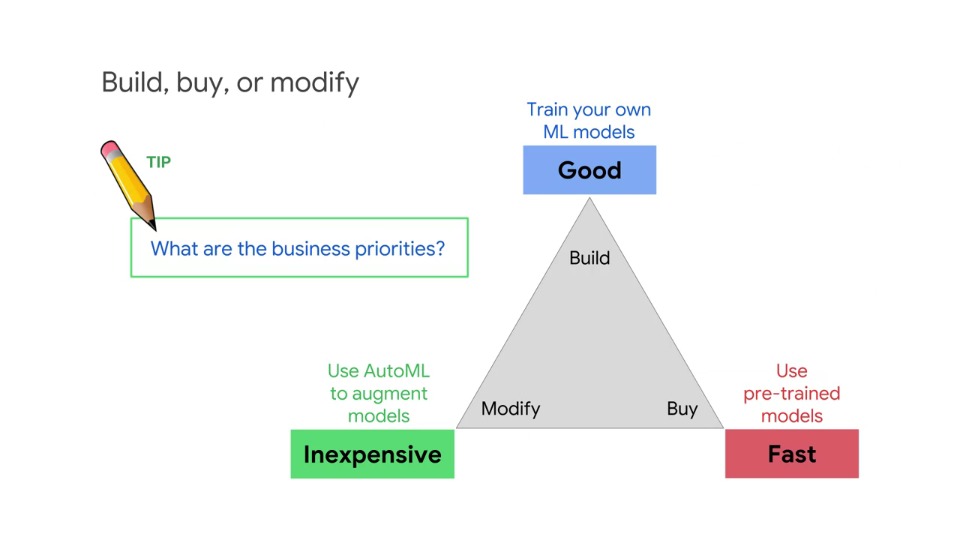 Build, buy, or modify
TIP
What are the business priorities?
Train your own
ML models
Good
Build
Use AutoML
to augment
models
Modify
Inexpensive
Buy
Use
pre-trained
models
Fast